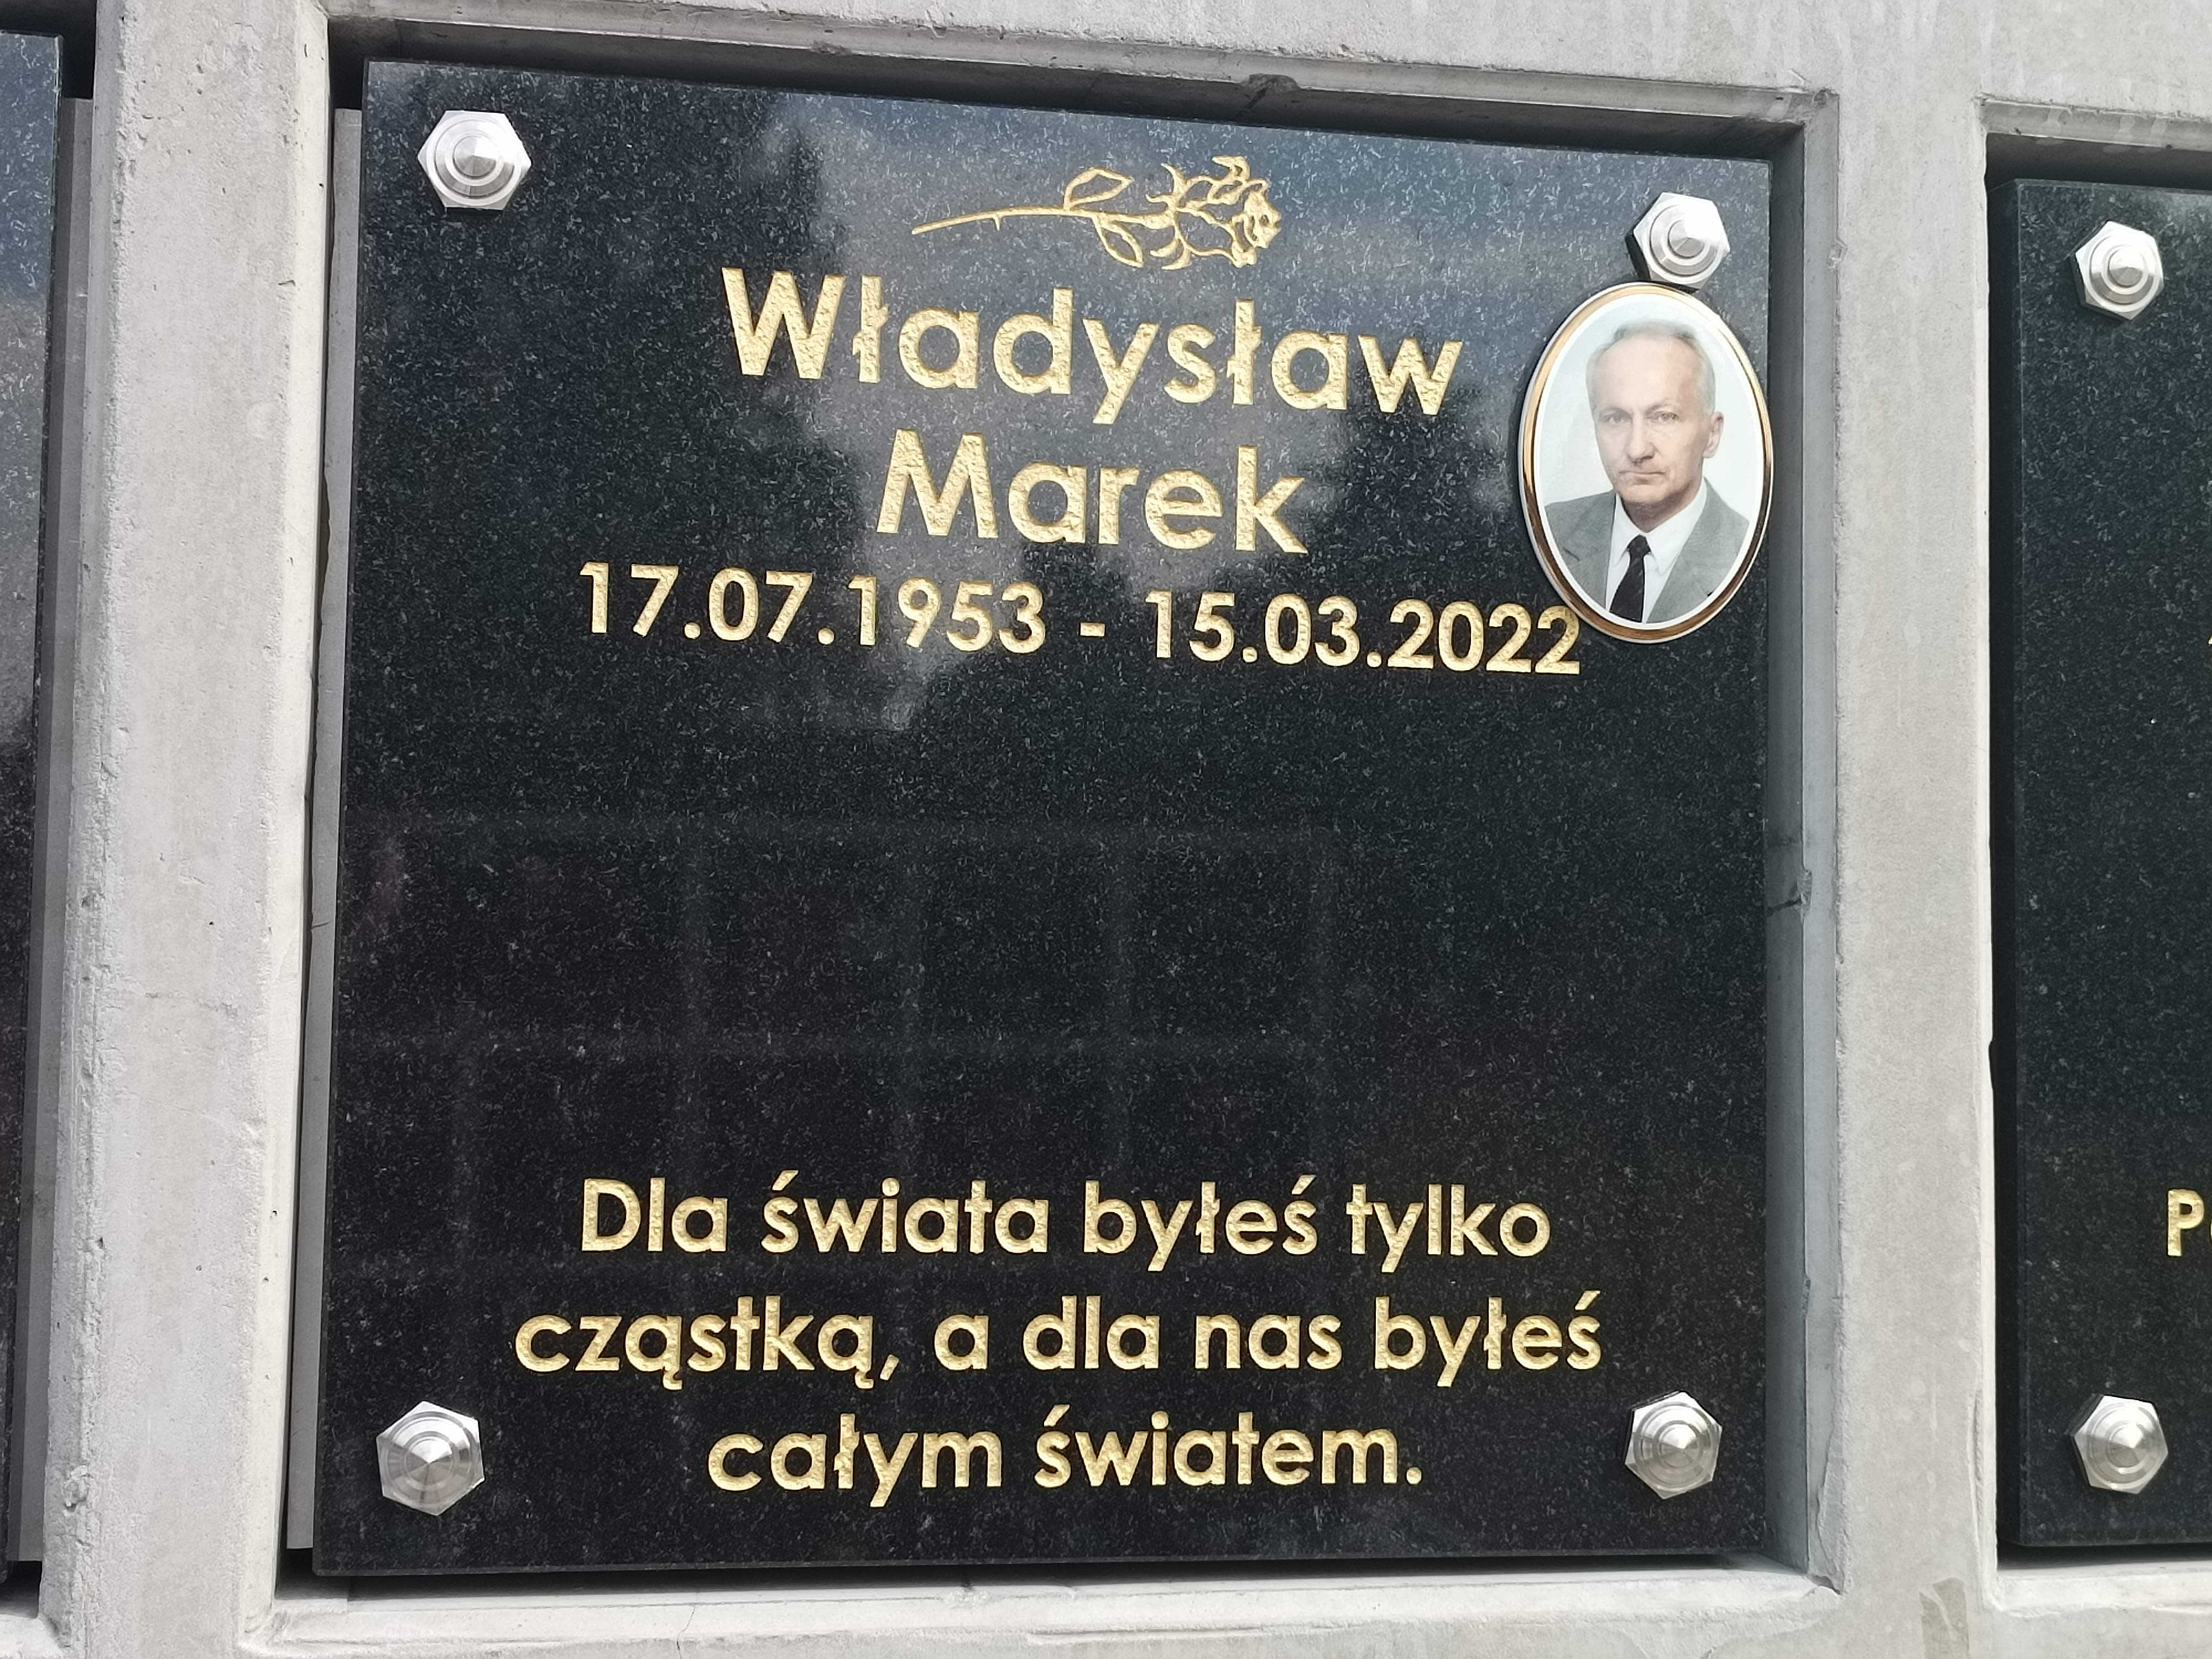 Władysław
Marek
17.07.1953 - 15.03.2022
Dla świata byłeś tylko
cząstką, a dla nas byłeś
całym światem.